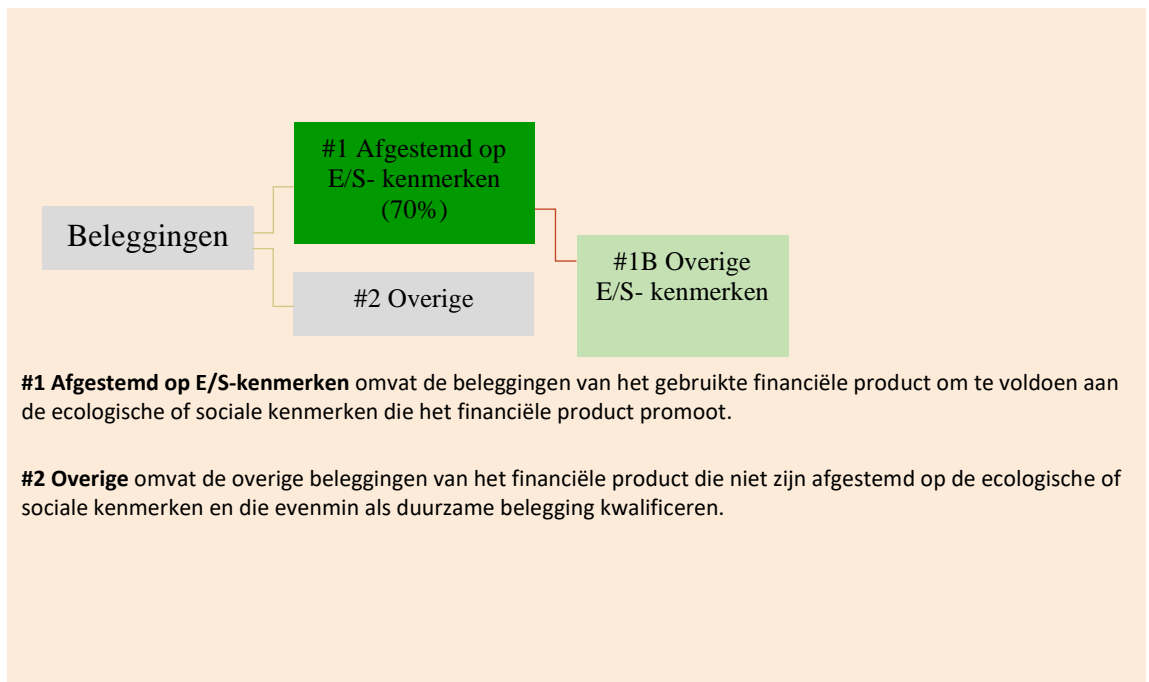 #1 Afgestemd op
E/S- kenmerken
(70%)
Beleggingen
#2 Overige
#1B Overige
E/S- kenmerken
#1 Afgestemd op E/S-kenmerken omvat de beleggingen van het gebruikte financiële product om te voldoen aan
de ecologische of sociale kenmerken die het financiële product promoot.
#2 Overige omvat de overige beleggingen van het financiële product die niet zijn afgestemd op de ecologische of
sociale kenmerken en die evenmin als duurzame belegging kwalificeren.